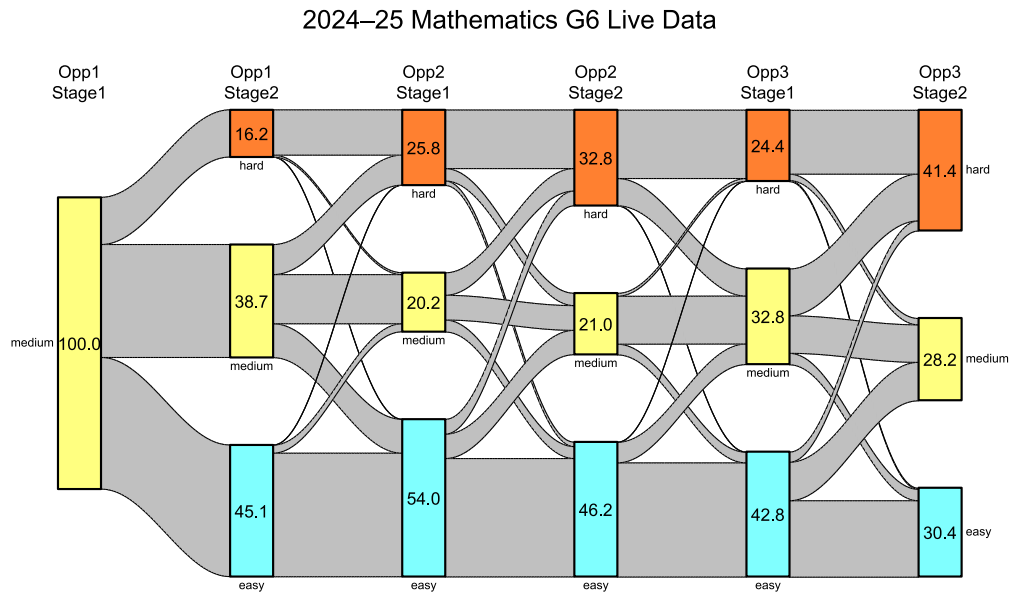 2024–25 Mathematics G6 Live Data
Opp1
Stage1
Opp1
Stage2
Opp2
Stage1
Opp2
Stage2
Opp3
Stage1
Opp3
Stage2
medium
100.0
16.2
hard
38.7
medium
45.1
easy
25.8
hard
20.2
medium
54.0
easy
32.8
hard
21.0
medium
46.2
easy
24.4
hard
32.8
medium
42.8
easy
41.4
hard
28.2
medium
30.4
easy